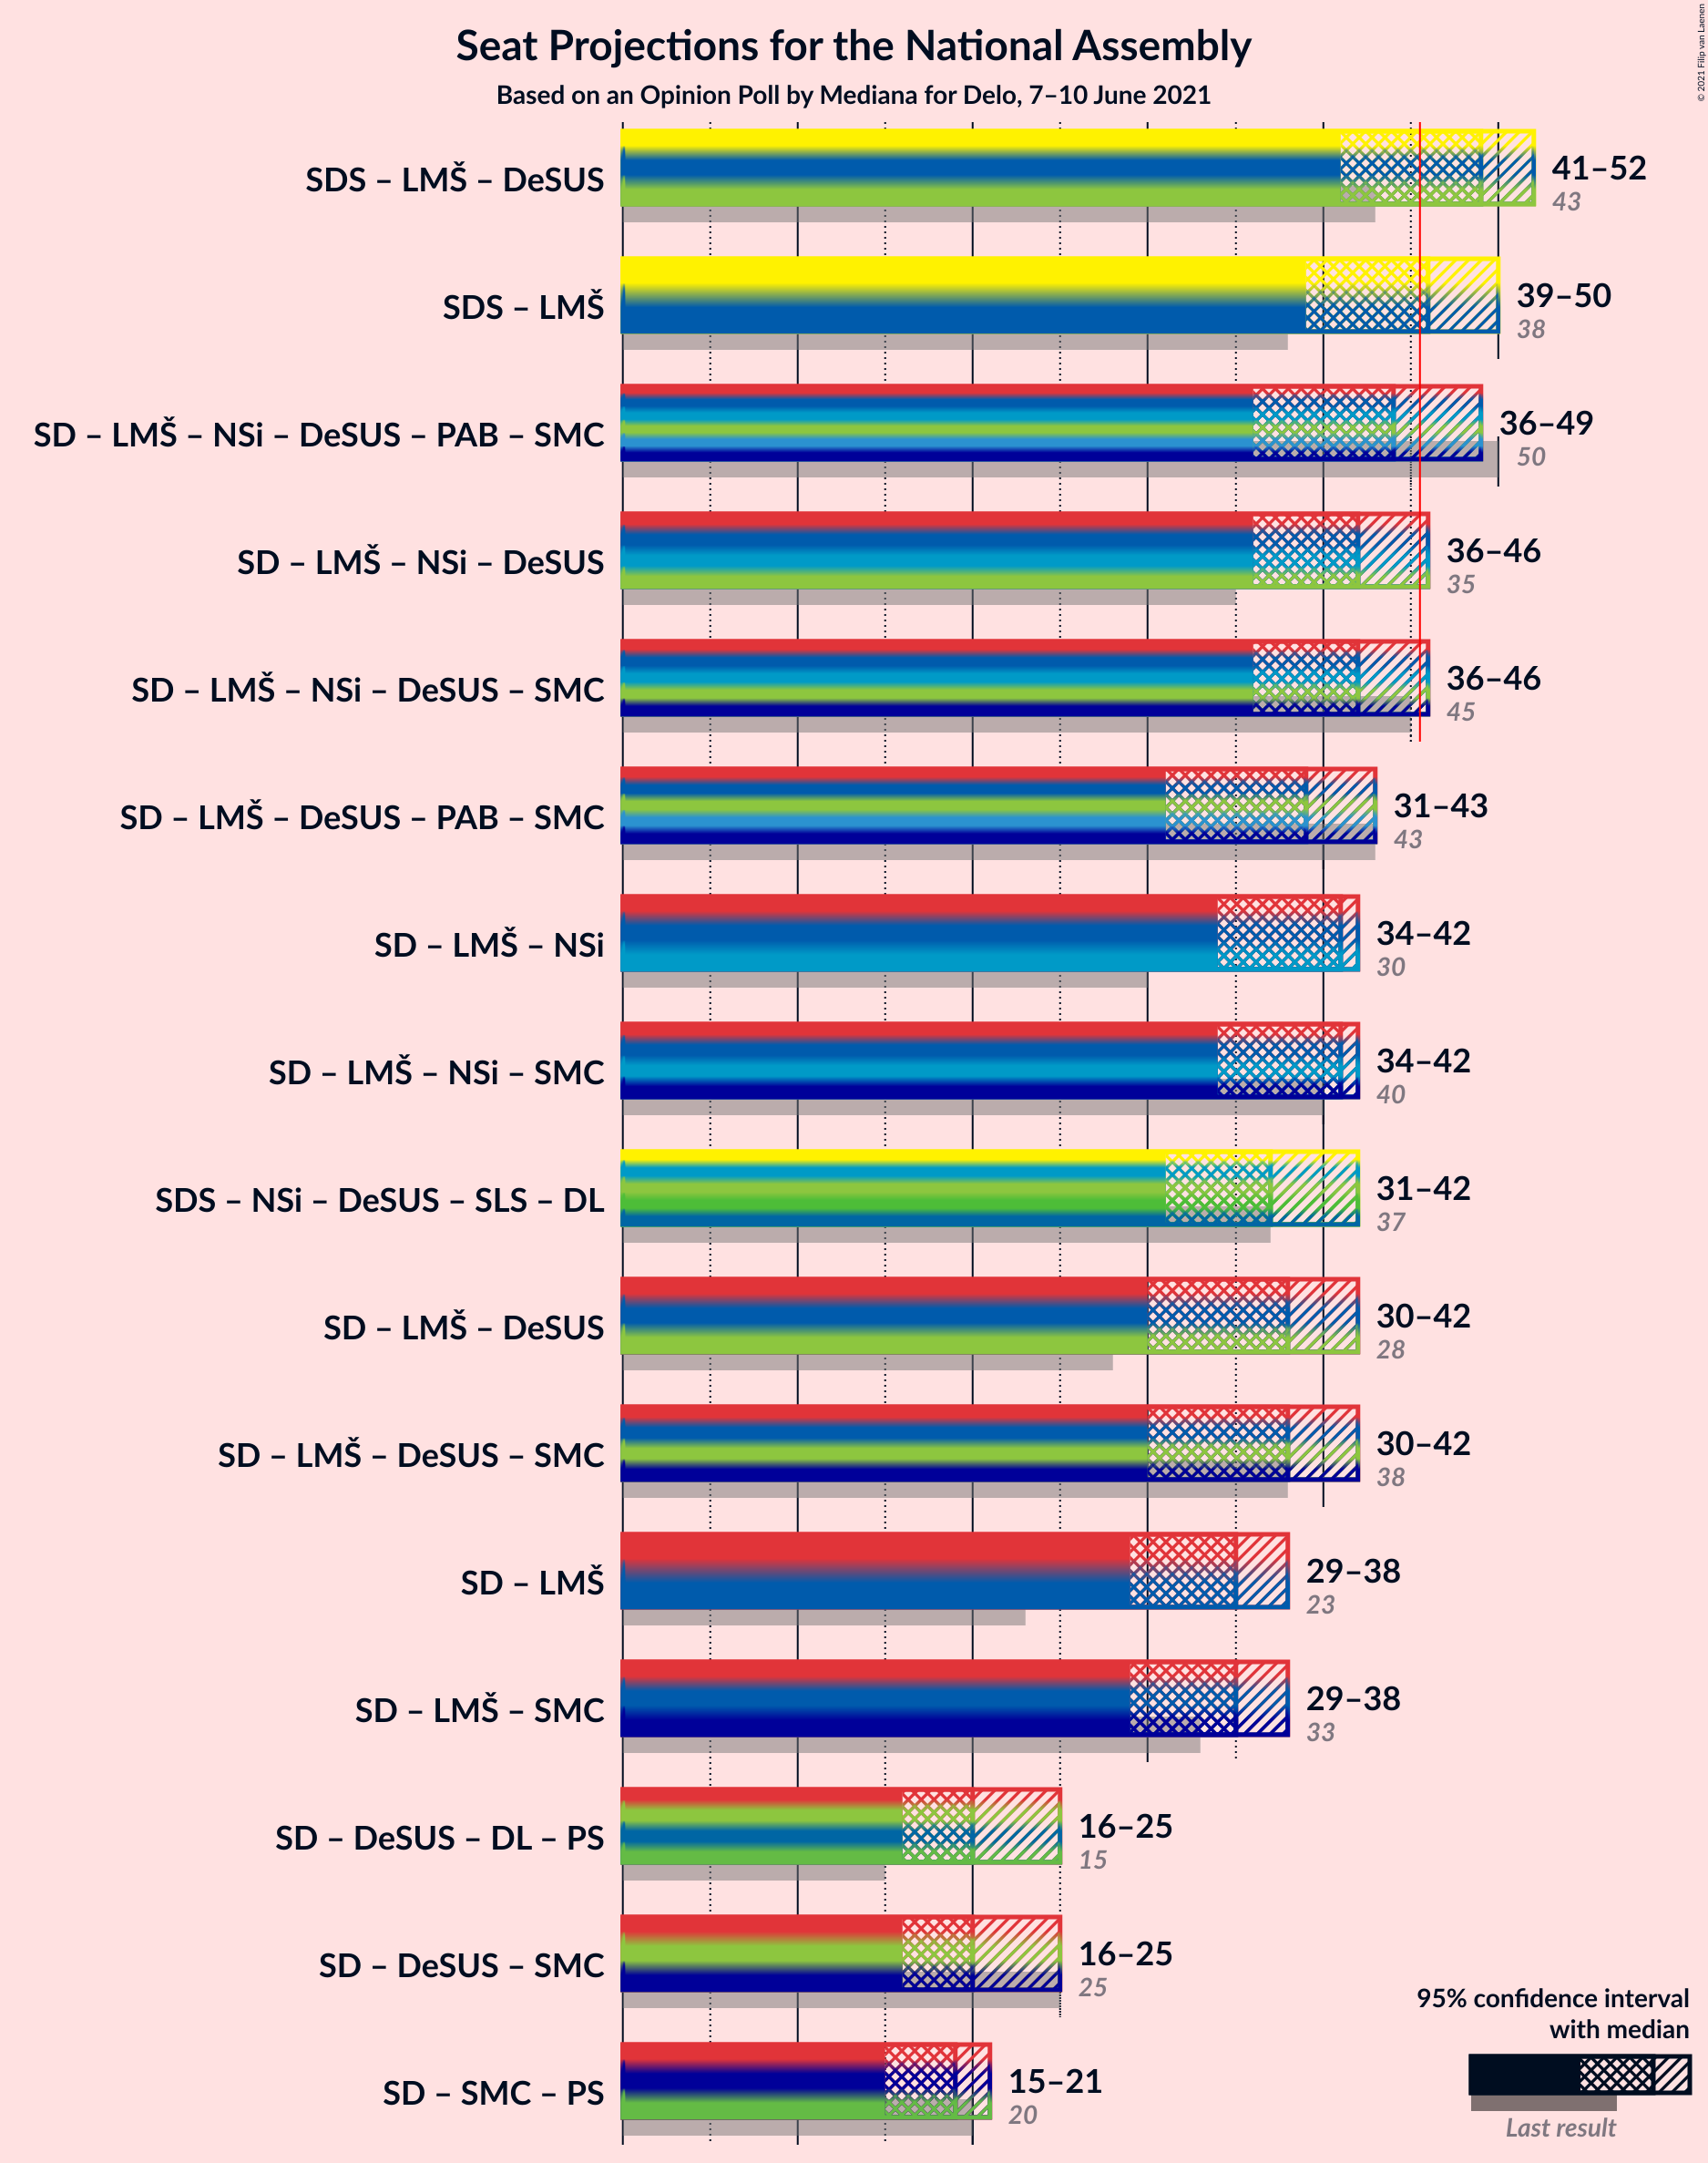 Seat Projections for the National Assembly
Based on an Opinion Poll by Mediana for Delo, 7–10 June 2021
© 2021 Filip van Laenen
SDS – LMŠ – DeSUS
41–52
43
SDS – LMŠ
39–50
38
SD – LMŠ – NSi – DeSUS – PAB – SMC
36–49
50
SD – LMŠ – NSi – DeSUS
36–46
35
SD – LMŠ – NSi – DeSUS – SMC
36–46
45
SD – LMŠ – DeSUS – PAB – SMC
31–43
43
SD – LMŠ – NSi
34–42
30
SD – LMŠ – NSi – SMC
34–42
40
SDS – NSi – DeSUS – SLS – DL
31–42
37
SD – LMŠ – DeSUS
30–42
28
SD – LMŠ – DeSUS – SMC
30–42
38
SD – LMŠ
29–38
23
SD – LMŠ – SMC
29–38
33
SD – DeSUS – DL – PS
16–25
15
SD – DeSUS – SMC
16–25
25
SD – SMC – PS
15–21
20
95% confidence interval
with median
Last result